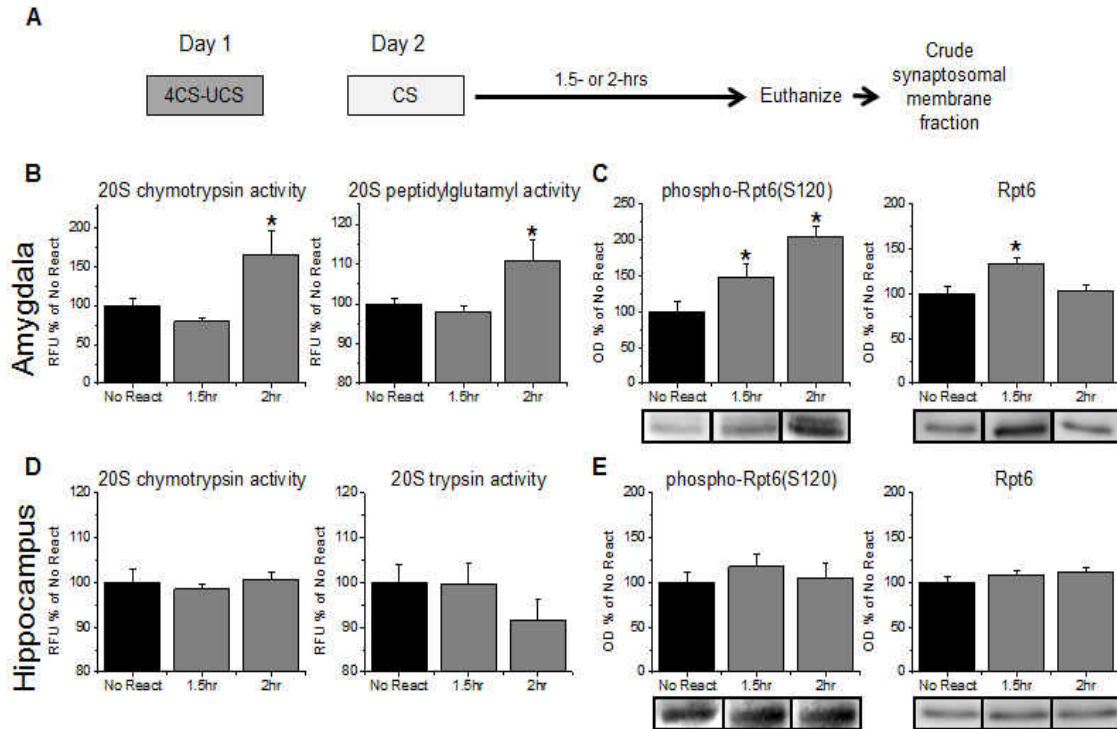 A
Day 1
Day 2
4CS-UCS
CS
1.5- or 2-hrs
Euthanize
Crude
synaptosomal
membrane
fraction
Amygdala
B
20S chymotrypsin activity
RFU % of No React
200
150
100
75
50
25
0
No React 1.5hr 2hr
*
20S peptidylglutamyl activity
RFU % of No React
120
110
100
90
80
No React 1.5hr 2hr
*
C
phospho-Rpt6(S120)
OD % of No React
250
200
150
100
50
0
No React 1.5hr 2hr
*
*
Rpt6
OD % of No React
250
200
150
100
50
0
No React 1.5hr 2hr
*
Hippocampus
D
20S chymotrypsin activity
RFU % of No React
120
110
100
90
80
No React 1.5hr 2hr
20S trypsin activity
RFU % of No React
120
110
100
90
80
No React 1.5hr 2hr
E
phospho-Rpt6(S120)
OD % of No React
200
150
100
50
0
No React 1.5hr 2hr
Rpt6
OD % of No React
200
150
100
50
0
No React 1.5hr 2hr